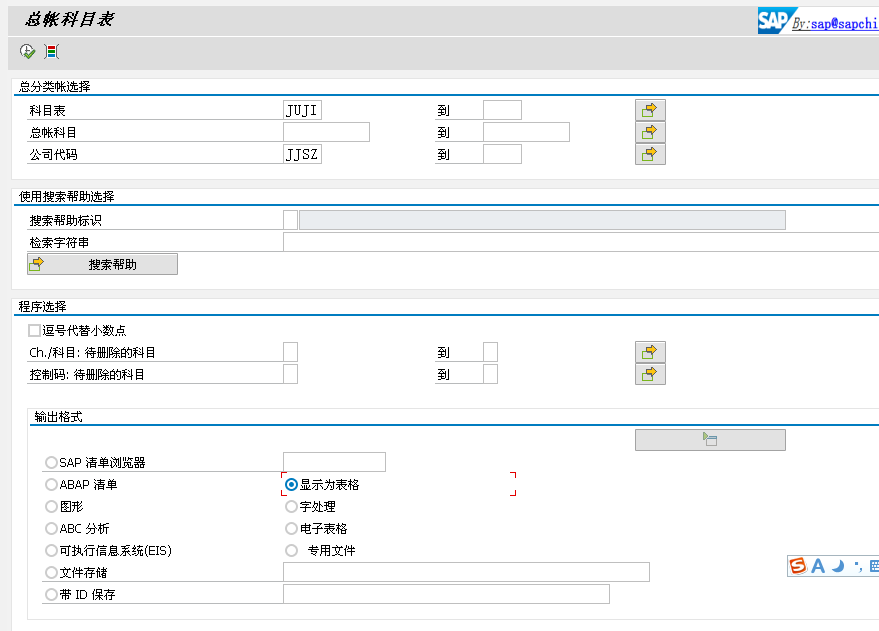 总帐科目表
SAP By:sap@sapchi
总分类帐选择
科目表 JUJI 到
总帐科目 到
公司代码 JJSZ 到
使用搜索帮助选择
搜索帮助标识
检索字符串
搜索帮助
程序选择
逗号代替小数点
Ch./科目: 待删除的科目 到
控制码: 待删除的科目 到
输出格式
SAP 清单浏览器
ABAP 清单 显示为表格
图形 字处理
ABC 分析 电子表格
可执行信息系统(EIS) 专用文件
文件存储
带 ID 保存
S A